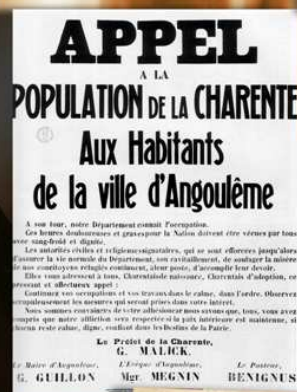 APPEL
A LA
POPULATION DE LA CHARENTE
Aux Habitants
de la ville d'Angoulême
A son tour, notre Département connaît l'occupation.
Ces heures douloureuses et graves pour la Nation doivent être vécues par tous
avec sang-froid et dignité.
Les autorités civiles et religieuses signataires, qui se sont efforcées jusqu'alors
d'assurer la vie normale du Département, son ravitaillement, de soulager la misère
de nos concitoyens réfugiés continuent, à leur poste, d'accomplir leur devoir.
Elles vous adressent à tous, Charentais de naissance, Charentais d'adoption, ce
pressant et affectueux appel :
Continuez vos occupations et vos travaux dans le calme, dans l'ordre. Observez
scrupuleusement les mesures qui seront prises dans votre intérêt.
Nous sommes convaincus de votre adhésion car nous savons que, tous, vous avez
compris que notre affliction sera respectée si la paix intérieure est maintenue, si
chacun reste calme, digne, confiant dans les Destins de la Patrie.
Le Préfet de la Charente,
G. MALICK.
Le Maire d'Angoulême, L'Evêque d'Angoulême, Le Pasteur,
G. GUILLON Mgr. MEGNIN BENIGNUS